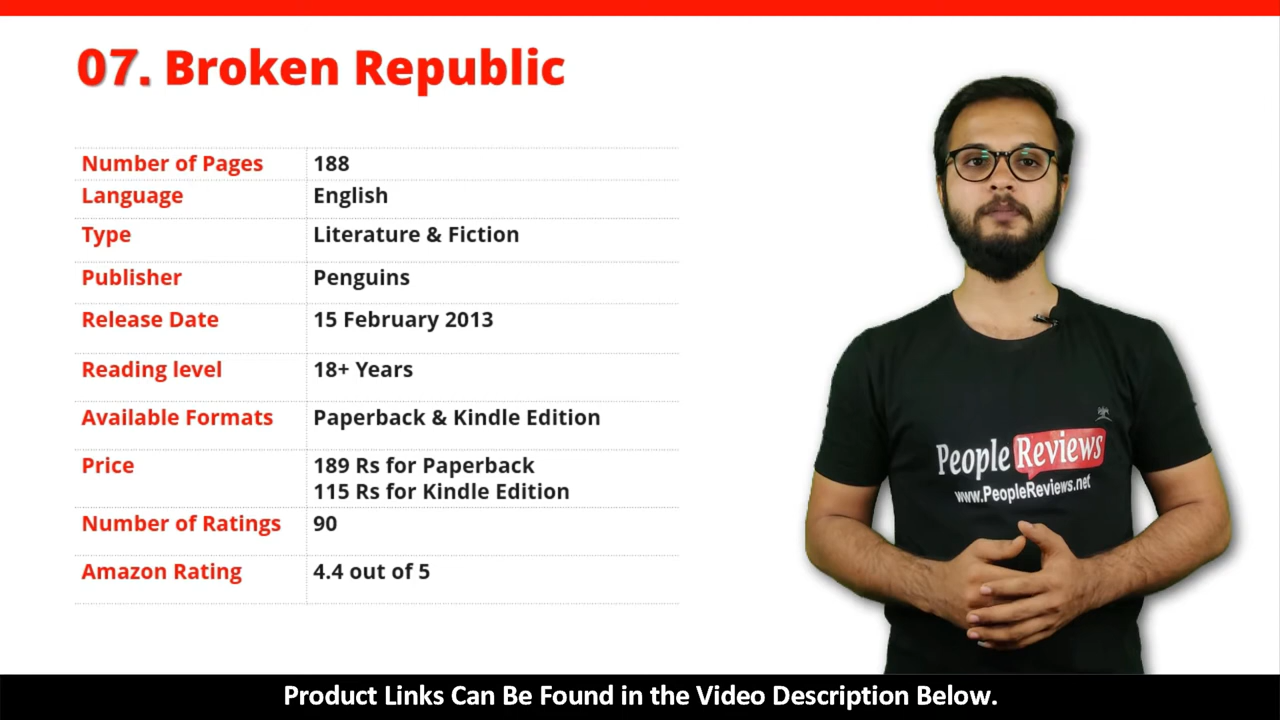 07. Broken Republic
Number of Pages 188
Language English
Type Literature & Fiction
Publisher Penguins
Release Date 15 February 2013
Reading level 18+ Years
Available Formats Paperback & Kindle Edition
Price 189 Rs for Paperback
115 Rs for Kindle Edition
Number of Ratings 90
Amazon Rating 4.4 out of 5
People Reviews
www.PeopleReviews.net
Product Links Can Be Found in the Video Description Below.